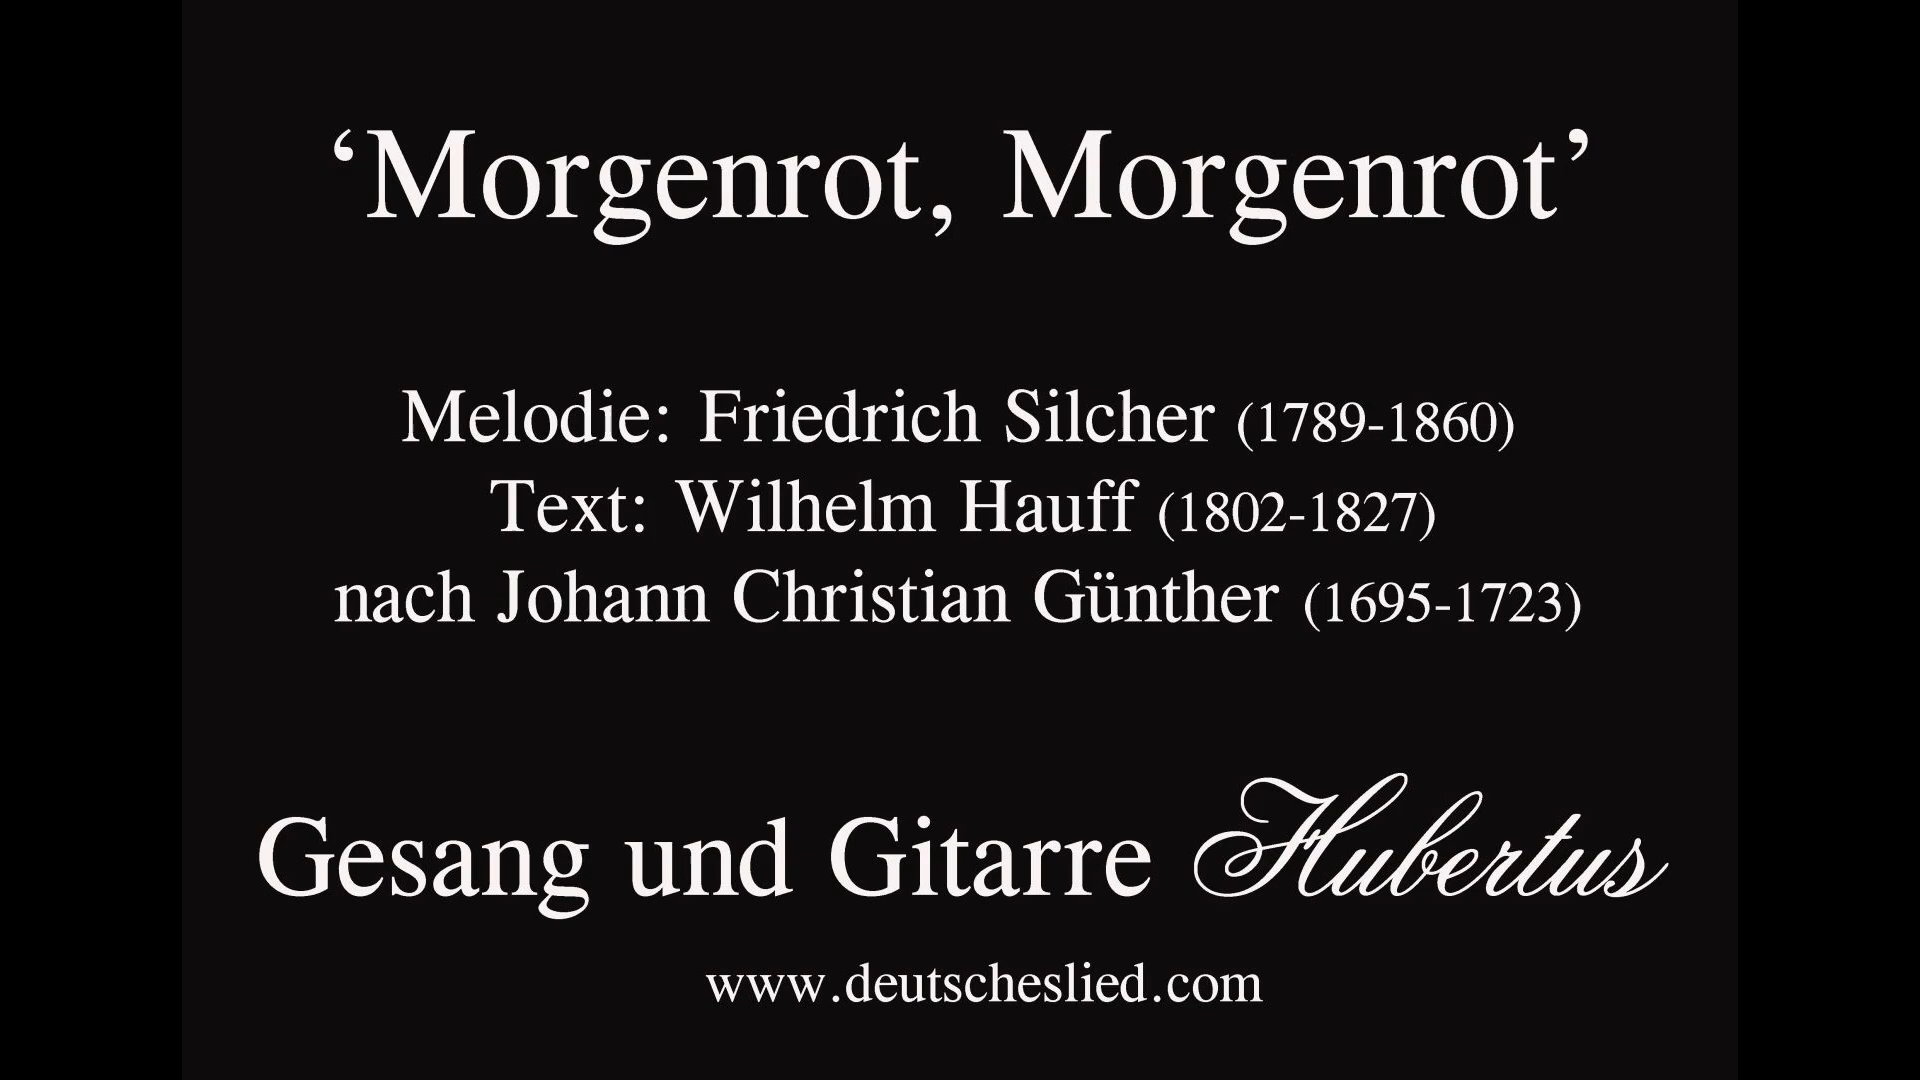 ‘Morgenrot, Morgenrot’
Melodie: Friedrich Silcher (1789-1860)
Text: Wilhelm Hauff (1802-1827)
nach Johann Christian Günther (1695-1723)
Gesang und Gitarre Hubertus
www.deutscheslied.com